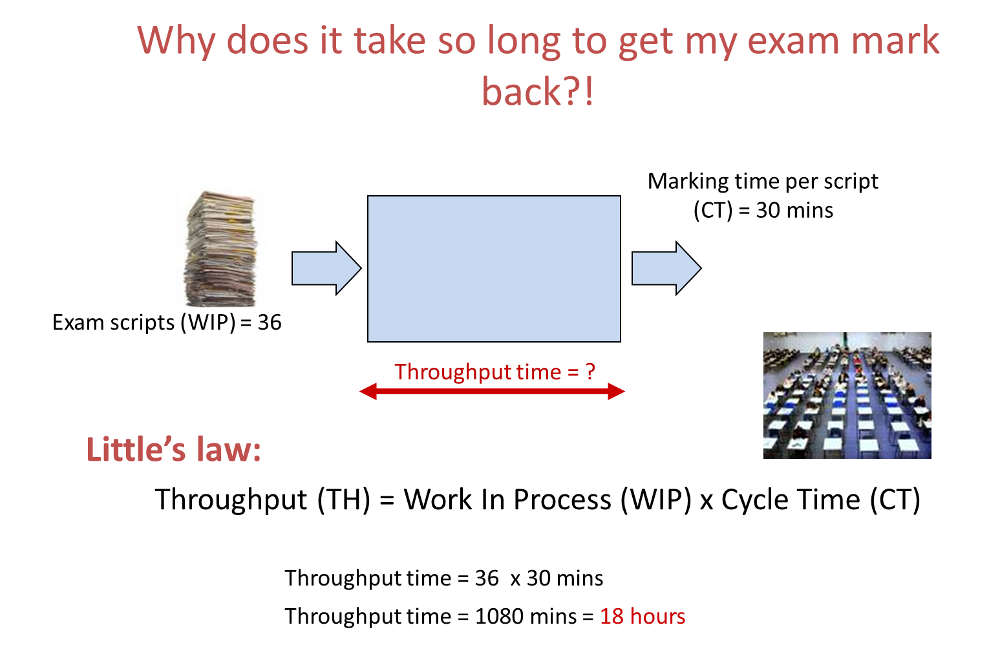 Why does it take so long to get my exam mark
back?!
Marking time per script
(CT) = 30 mins
Exam scripts (WIP) = 36
Throughput time = ?
Little’s law:
Throughput (TH) = Work In Process (WIP) x Cycle Time (CT)
Throughput time = 36 x 30 mins
Throughput time = 1080 mins = 18 hours